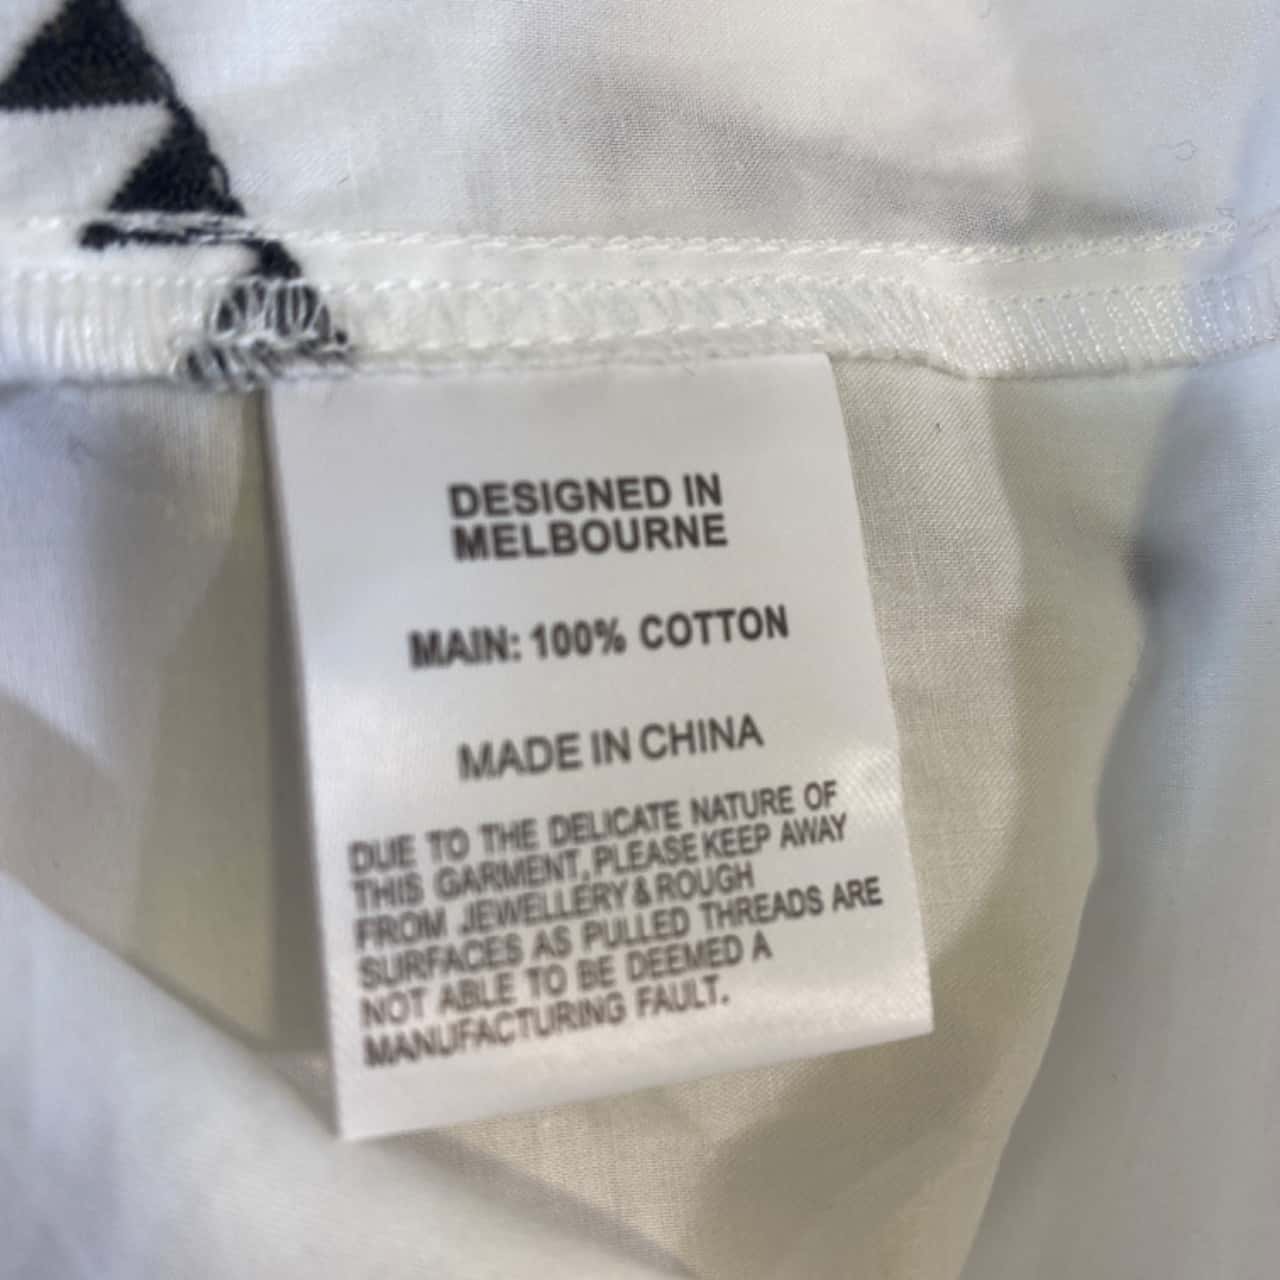 DESIGNED IN
MELBOURNE
MAIN: 100% COTTON
MADE IN CHINA
DUE TO THE DELICATE NATURE OF
THIS GARMENT, PLEASE KEEP AWAY
FROM JEWELLERY & ROUGH
SURFACES AS PULLED THREADS ARE
NOT ABLE TO BE DEEMED A
MANUFACTURING FAULT.